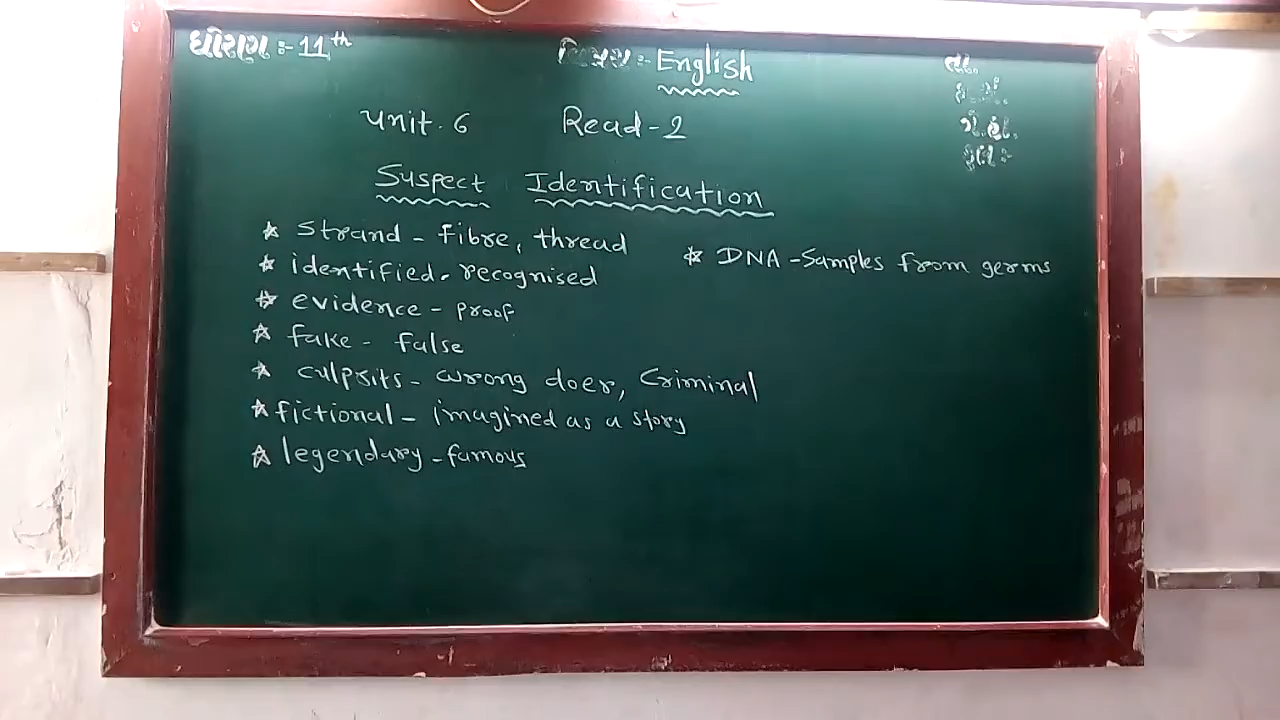 ધોરણ :- 11th
વિષય :- English
તા.
Unit. 6 Read-2
Suspect Identification
☆ strand - fibre, thread
☆ identified - recognised
☆ evidence - proof
☆ fake - false
☆ culprits - wrong doer, Criminal
☆ fictional - imagined as a story
☆ legendary - famous
☆ DNA - Samples from germs